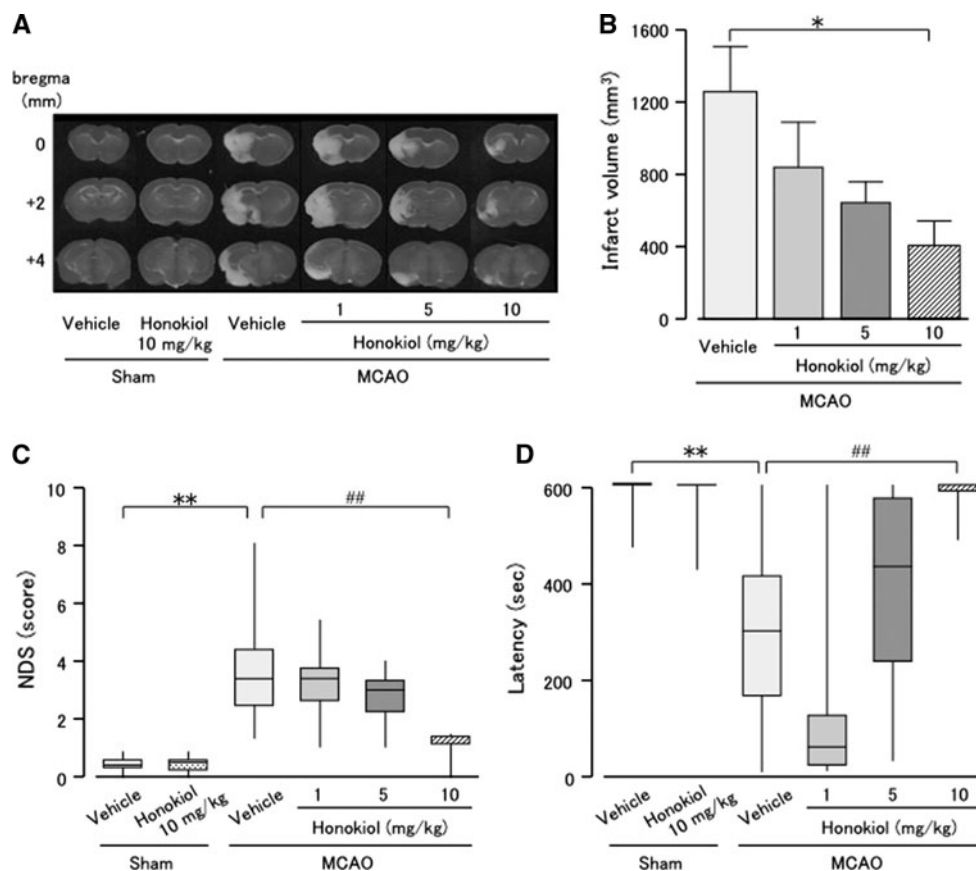 A
bregma
(mm)
0
+2
+4
Vehicle Honokiol 10 mg/kg Vehicle 1 5 10
Honokiol (mg/kg)
Sham MCAO
B
Infarct volume (mm³)
1600
1200
800
400
0
*
Vehicle 1 5 10
Honokiol (mg/kg)
MCAO
C
NDS (score)
10
8
6
4
2
0
** ##
Vehicle Honokiol 10 mg/kg Vehicle 1 5 10
Honokiol (mg/kg)
Sham MCAO
D
Latency (sec)
600
400
200
0
** ##
Vehicle Honokiol 10 mg/kg Vehicle 1 5 10
Honokiol (mg/kg)
Sham MCAO